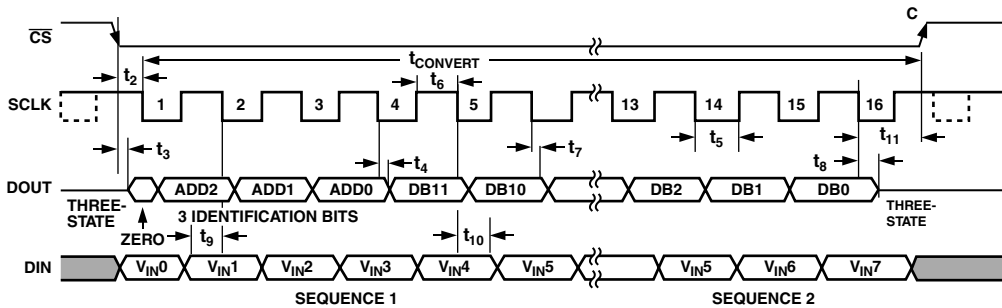 CS C
tCONVERT
t2 t6
SCLK 1 2 3 4 5 13 14 15 16
t3 t4 t7 t5 t8 t11
DOUT ADD2 ADD1 ADD0 DB11 DB10 DB2 DB1 DB0
THREE-STATE 3 IDENTIFICATION BITS THREE-STATE
ZERO t9 t10
DIN VIN0 VIN1 VIN2 VIN3 VIN4 VIN5 VIN5 VIN6 VIN7
SEQUENCE 1 SEQUENCE 2